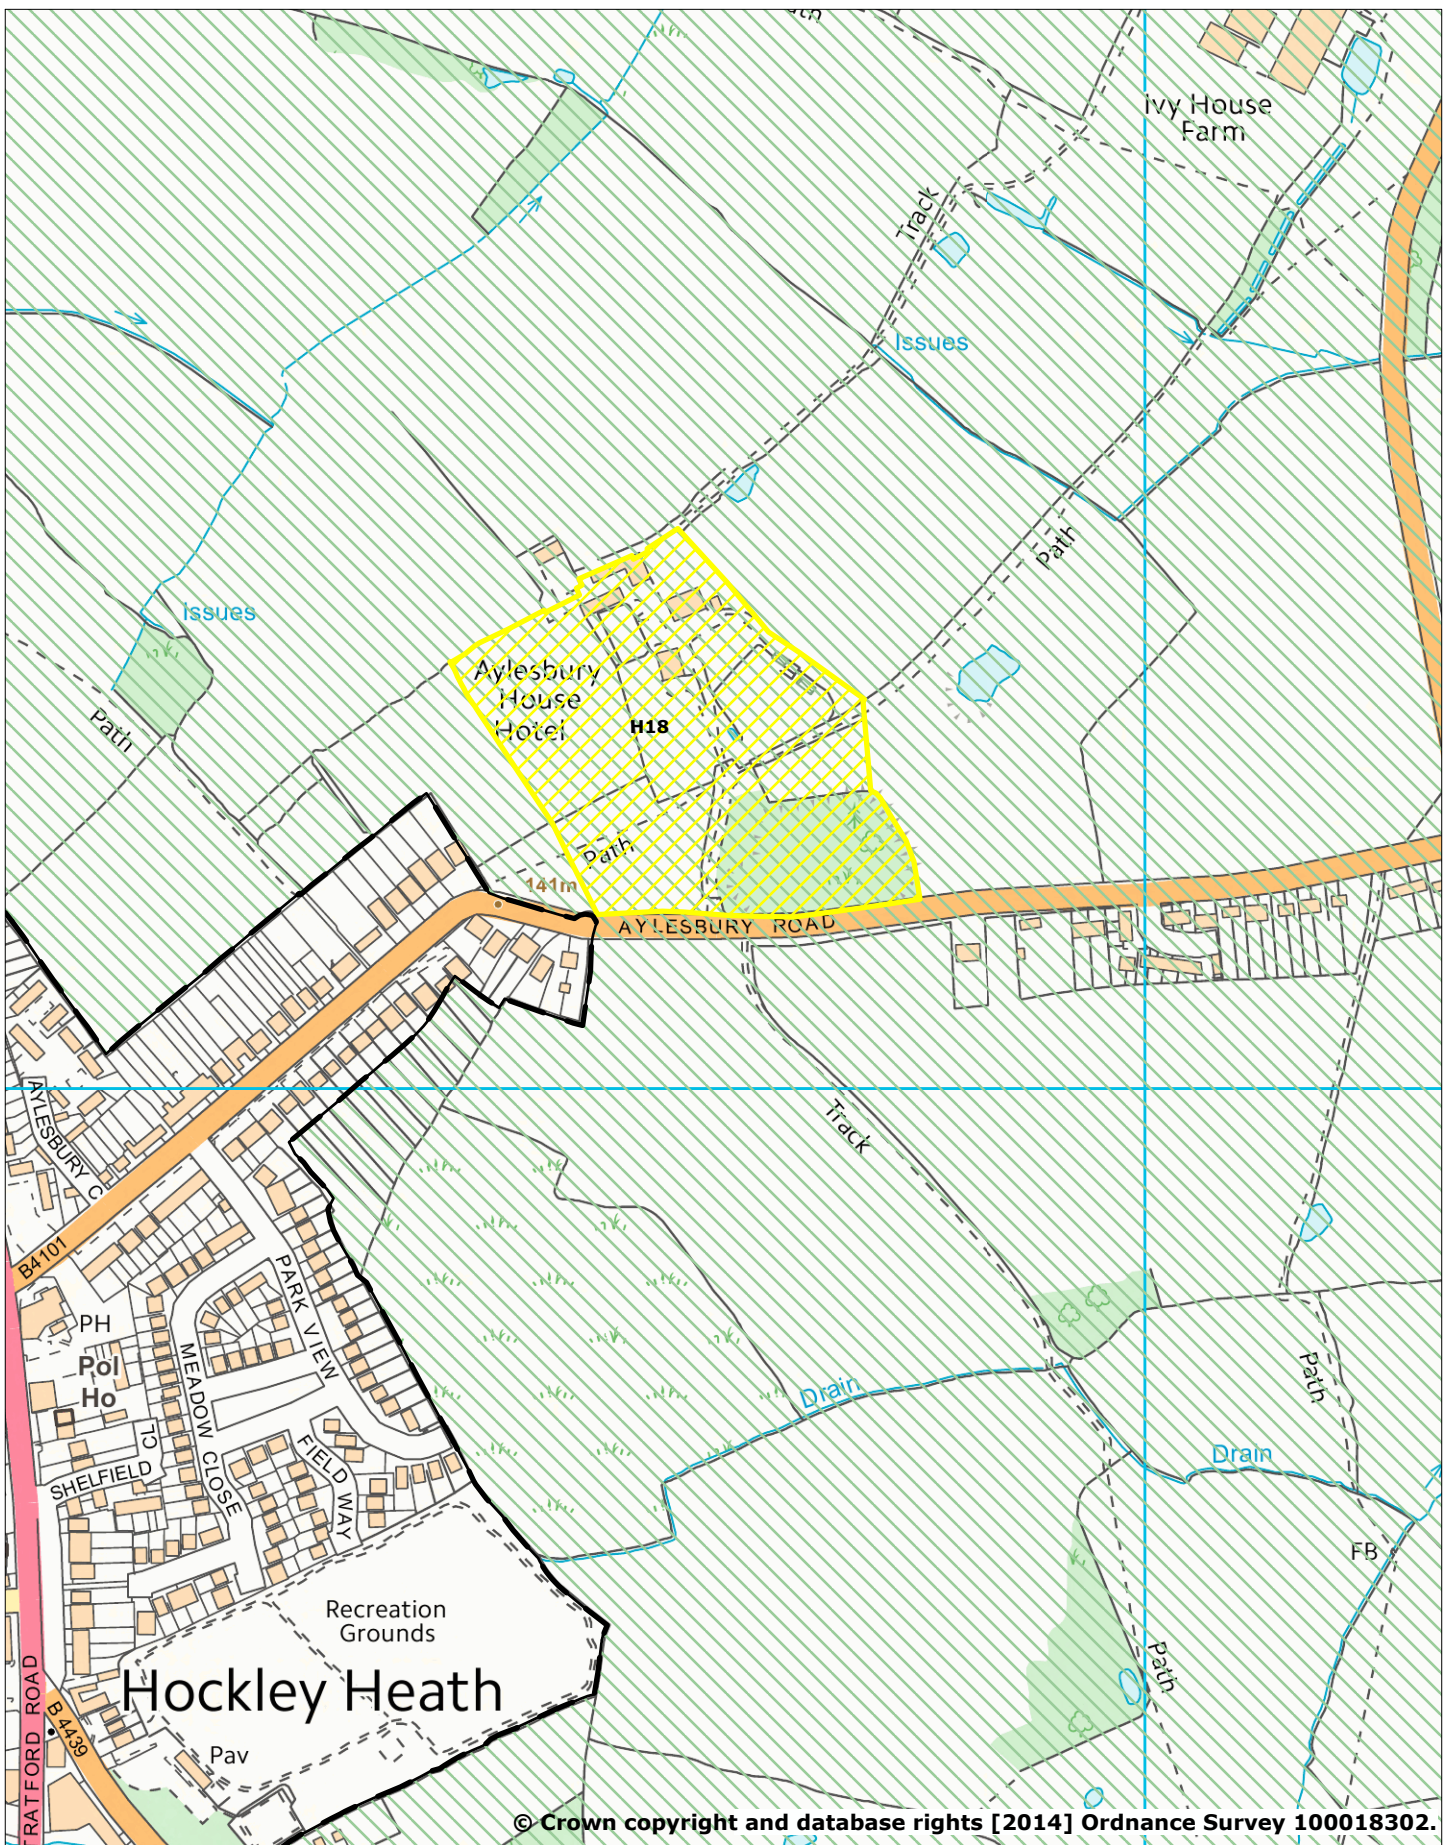 Ivy House
Farm
Track
Issues
Path
Issues
Path
Aylesbury
House
Hotel
H18
Path
141m
AYLESBURY ROAD
AYLESBURY C
Track
B4101
PARK VIEW
PH
Pol
Ho
MEADOW CLOSE
CL
SHELFIELD
FIELD WAY
Drain
Path
Drain
FB
Recreation
Grounds
Hockley Heath
Path
TRATFORD ROAD
B 4439
Pav
© Crown copyright and database rights [2014] Ordnance Survey 100018302.